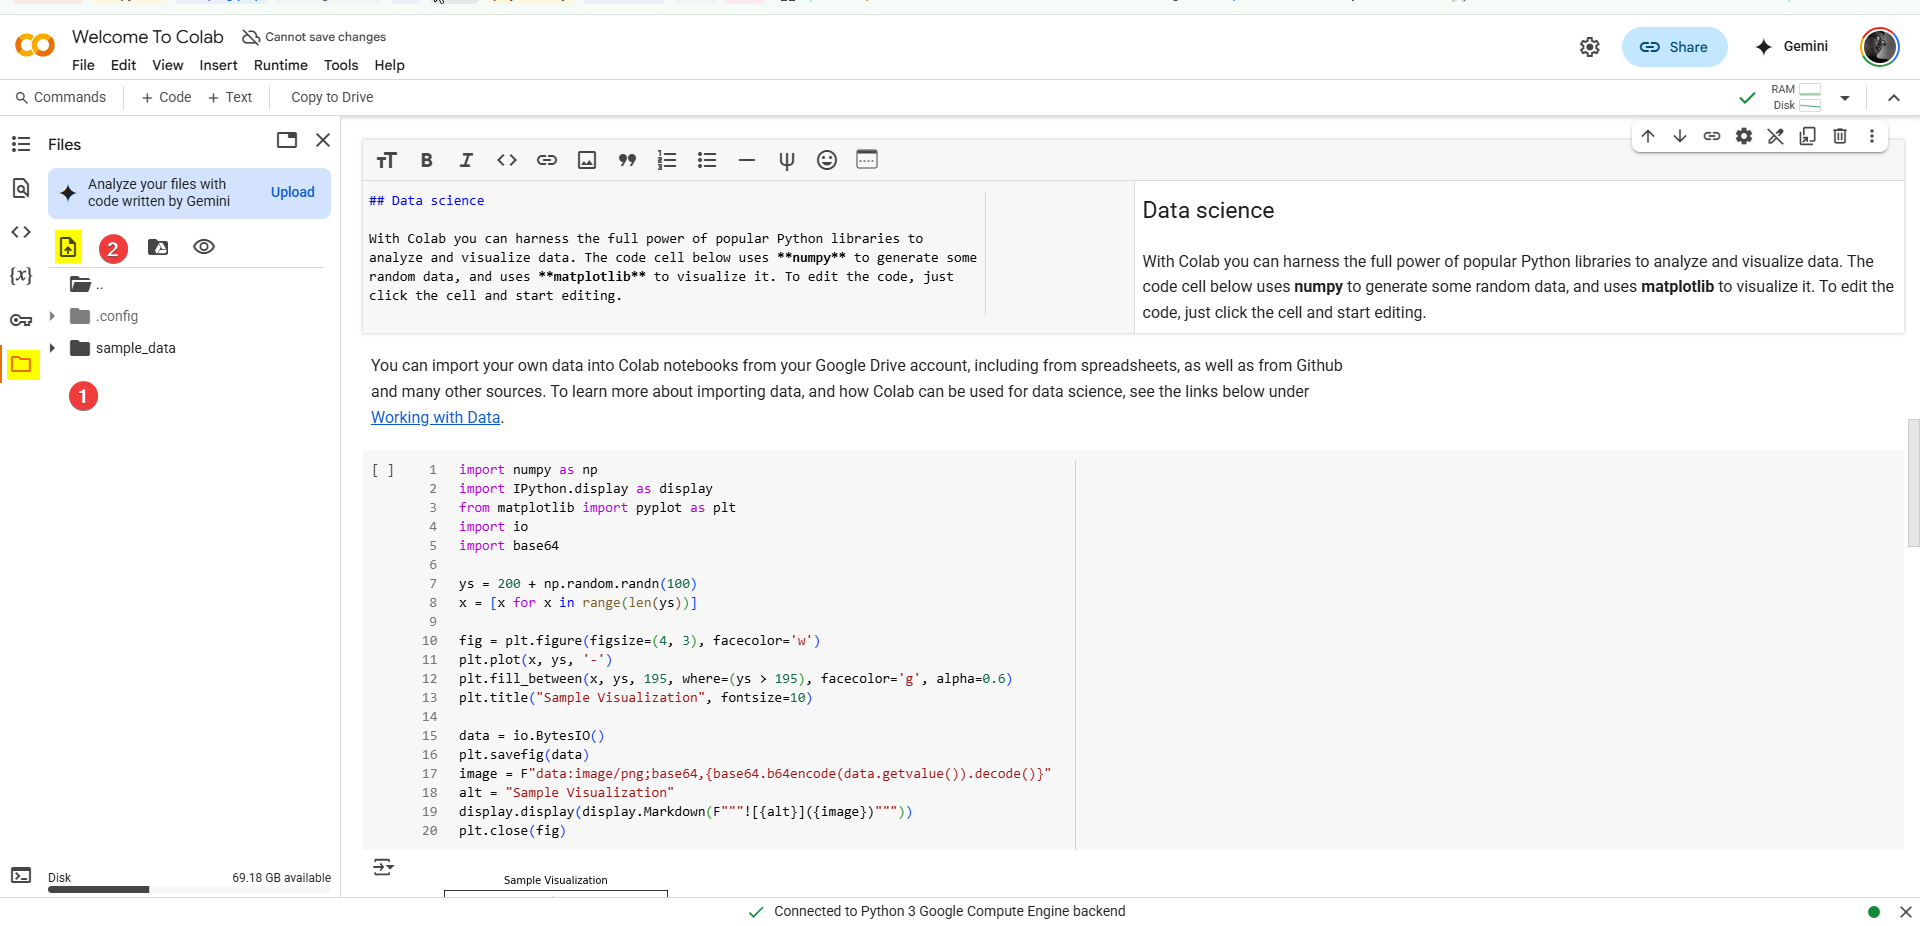 Welcome To Colab
Cannot save changes
File Edit View Insert Runtime Tools Help
Share
Gemini
Commands + Code + Text Copy to Drive
RAM
Disk
Files
Analyze your files with
code written by Gemini
Upload
2
..
.config
sample_data
1
{x}
Disk 69.18 GB available
## Data science
With Colab you can harness the full power of popular Python libraries to
analyze and visualize data. The code cell below uses **numpy** to generate some
random data, and uses **matplotlib** to visualize it. To edit the code, just
click the cell and start editing.
Data science
With Colab you can harness the full power of popular Python libraries to analyze and visualize data. The
code cell below uses numpy to generate some random data, and uses matplotlib to visualize it. To edit the
code, just click the cell and start editing.
You can import your own data into Colab notebooks from your Google Drive account, including from spreadsheets, as well as from Github
and many other sources. To learn more about importing data, and how Colab can be used for data science, see the links below under
Working with Data.
[ ]
1 import numpy as np
2 import IPython.display as display
3 from matplotlib import pyplot as plt
4 import io
5 import base64
6
7 ys = 200 + np.random.randn(100)
8 x = [x for x in range(len(ys))]
9
10 fig = plt.figure(figsize=(4, 3), facecolor='w')
11 plt.plot(x, ys, '-')
12 plt.fill_between(x, ys, 195, where=(ys > 195), facecolor='g', alpha=0.6)
13 plt.title("Sample Visualization", fontsize=10)
14
15 data = io.BytesIO()
16 plt.savefig(data)
17 image = F"data:image/png;base64,{base64.b64encode(data.getvalue()).decode()}"
18 alt = "Sample Visualization"
19 display.display(display.Markdown(F"""![{alt}]({image})"""))
20 plt.close(fig)
Sample Visualization
Connected to Python 3 Google Compute Engine backend